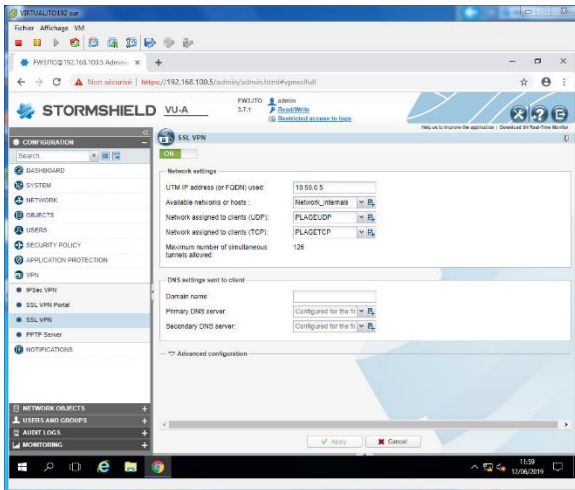 VIRTUALITO192 sur
Fichier Affichage VM
FW3JTO@192.168.100.5 Adminis
Non sécurisé | https://192.168.100.5/admin/admin.html#vpnsslfull
STORMSHIELD VU-A
FW3JTO
3.7.1
admin
Read/Write
Restricted access to logs
Help us to improve the application | Download SN Real-Time Monitor
CONFIGURATION
Search...
DASHBOARD
SYSTEM
NETWORK
OBJECTS
USERS
SECURITY POLICY
APPLICATION PROTECTION
VPN
IPSec VPN
SSL VPN Portal
SSL VPN
PPTP Server
NOTIFICATIONS
NETWORK OBJECTS
USERS AND GROUPS
AUDIT LOGS
MONITORING
SSL VPN
ON
Network settings
UTM IP address (or FQDN) used: 10.50.0.5
Available networks or hosts : Network_internals
Network assigned to clients (UDP): PLAGEUDP
Network assigned to clients (TCP): PLAGETCP
Maximum number of simultaneous tunnels allowed: 126
DNS settings sent to client
Domain name:
Primary DNS server: Configured for the fi
Secondary DNS server: Configured for the fi
Advanced configuration
Apply Cancel
11:59
12/06/2019